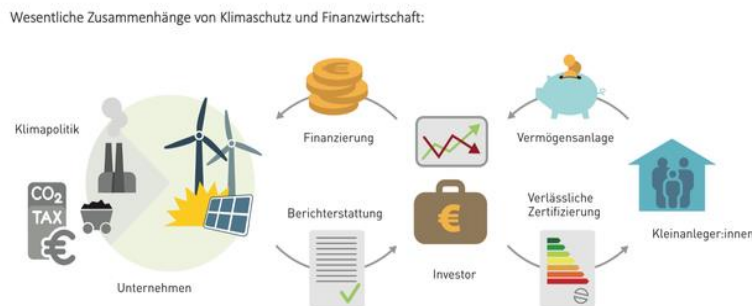 Wesentliche Zusammenhänge von Klimaschutz und Finanzwirtschaft:
Klimapolitik
CO₂
TAX
€
Unternehmen
€
Finanzierung
Berichterstattung
€
Investor
Vermögensanlage
Verlässliche
Zertifizierung
Kleinanleger:innen